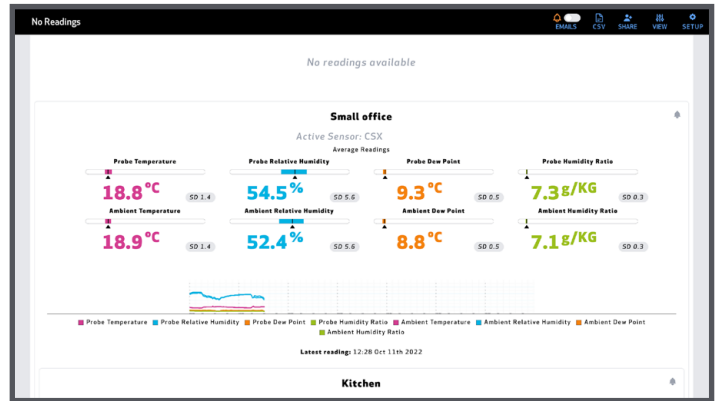 No Readings
EMAILS CSV SHARE VIEW SETUP
No readings available
Small office
Active Sensor: CSX
Average Readings
Probe Temperature Probe Relative Humidity Probe Dew Point Probe Humidity Ratio
18.8°C SD 1.4 54.5% SD 5.6 9.3°C SD 0.5 7.3g/KG SD 0.3
Ambient Temperature Ambient Relative Humidity Ambient Dew Point Ambient Humidity Ratio
18.9°C SD 1.4 52.4% SD 5.6 8.8°C SD 0.5 7.1g/KG SD 0.3
Probe Temperature Probe Relative Humidity Probe Dew Point Probe Humidity Ratio Ambient Temperature Ambient Relative Humidity Ambient Dew Point
Ambient Humidity Ratio
Latest reading: 12:28 Oct 11th 2022
Kitchen